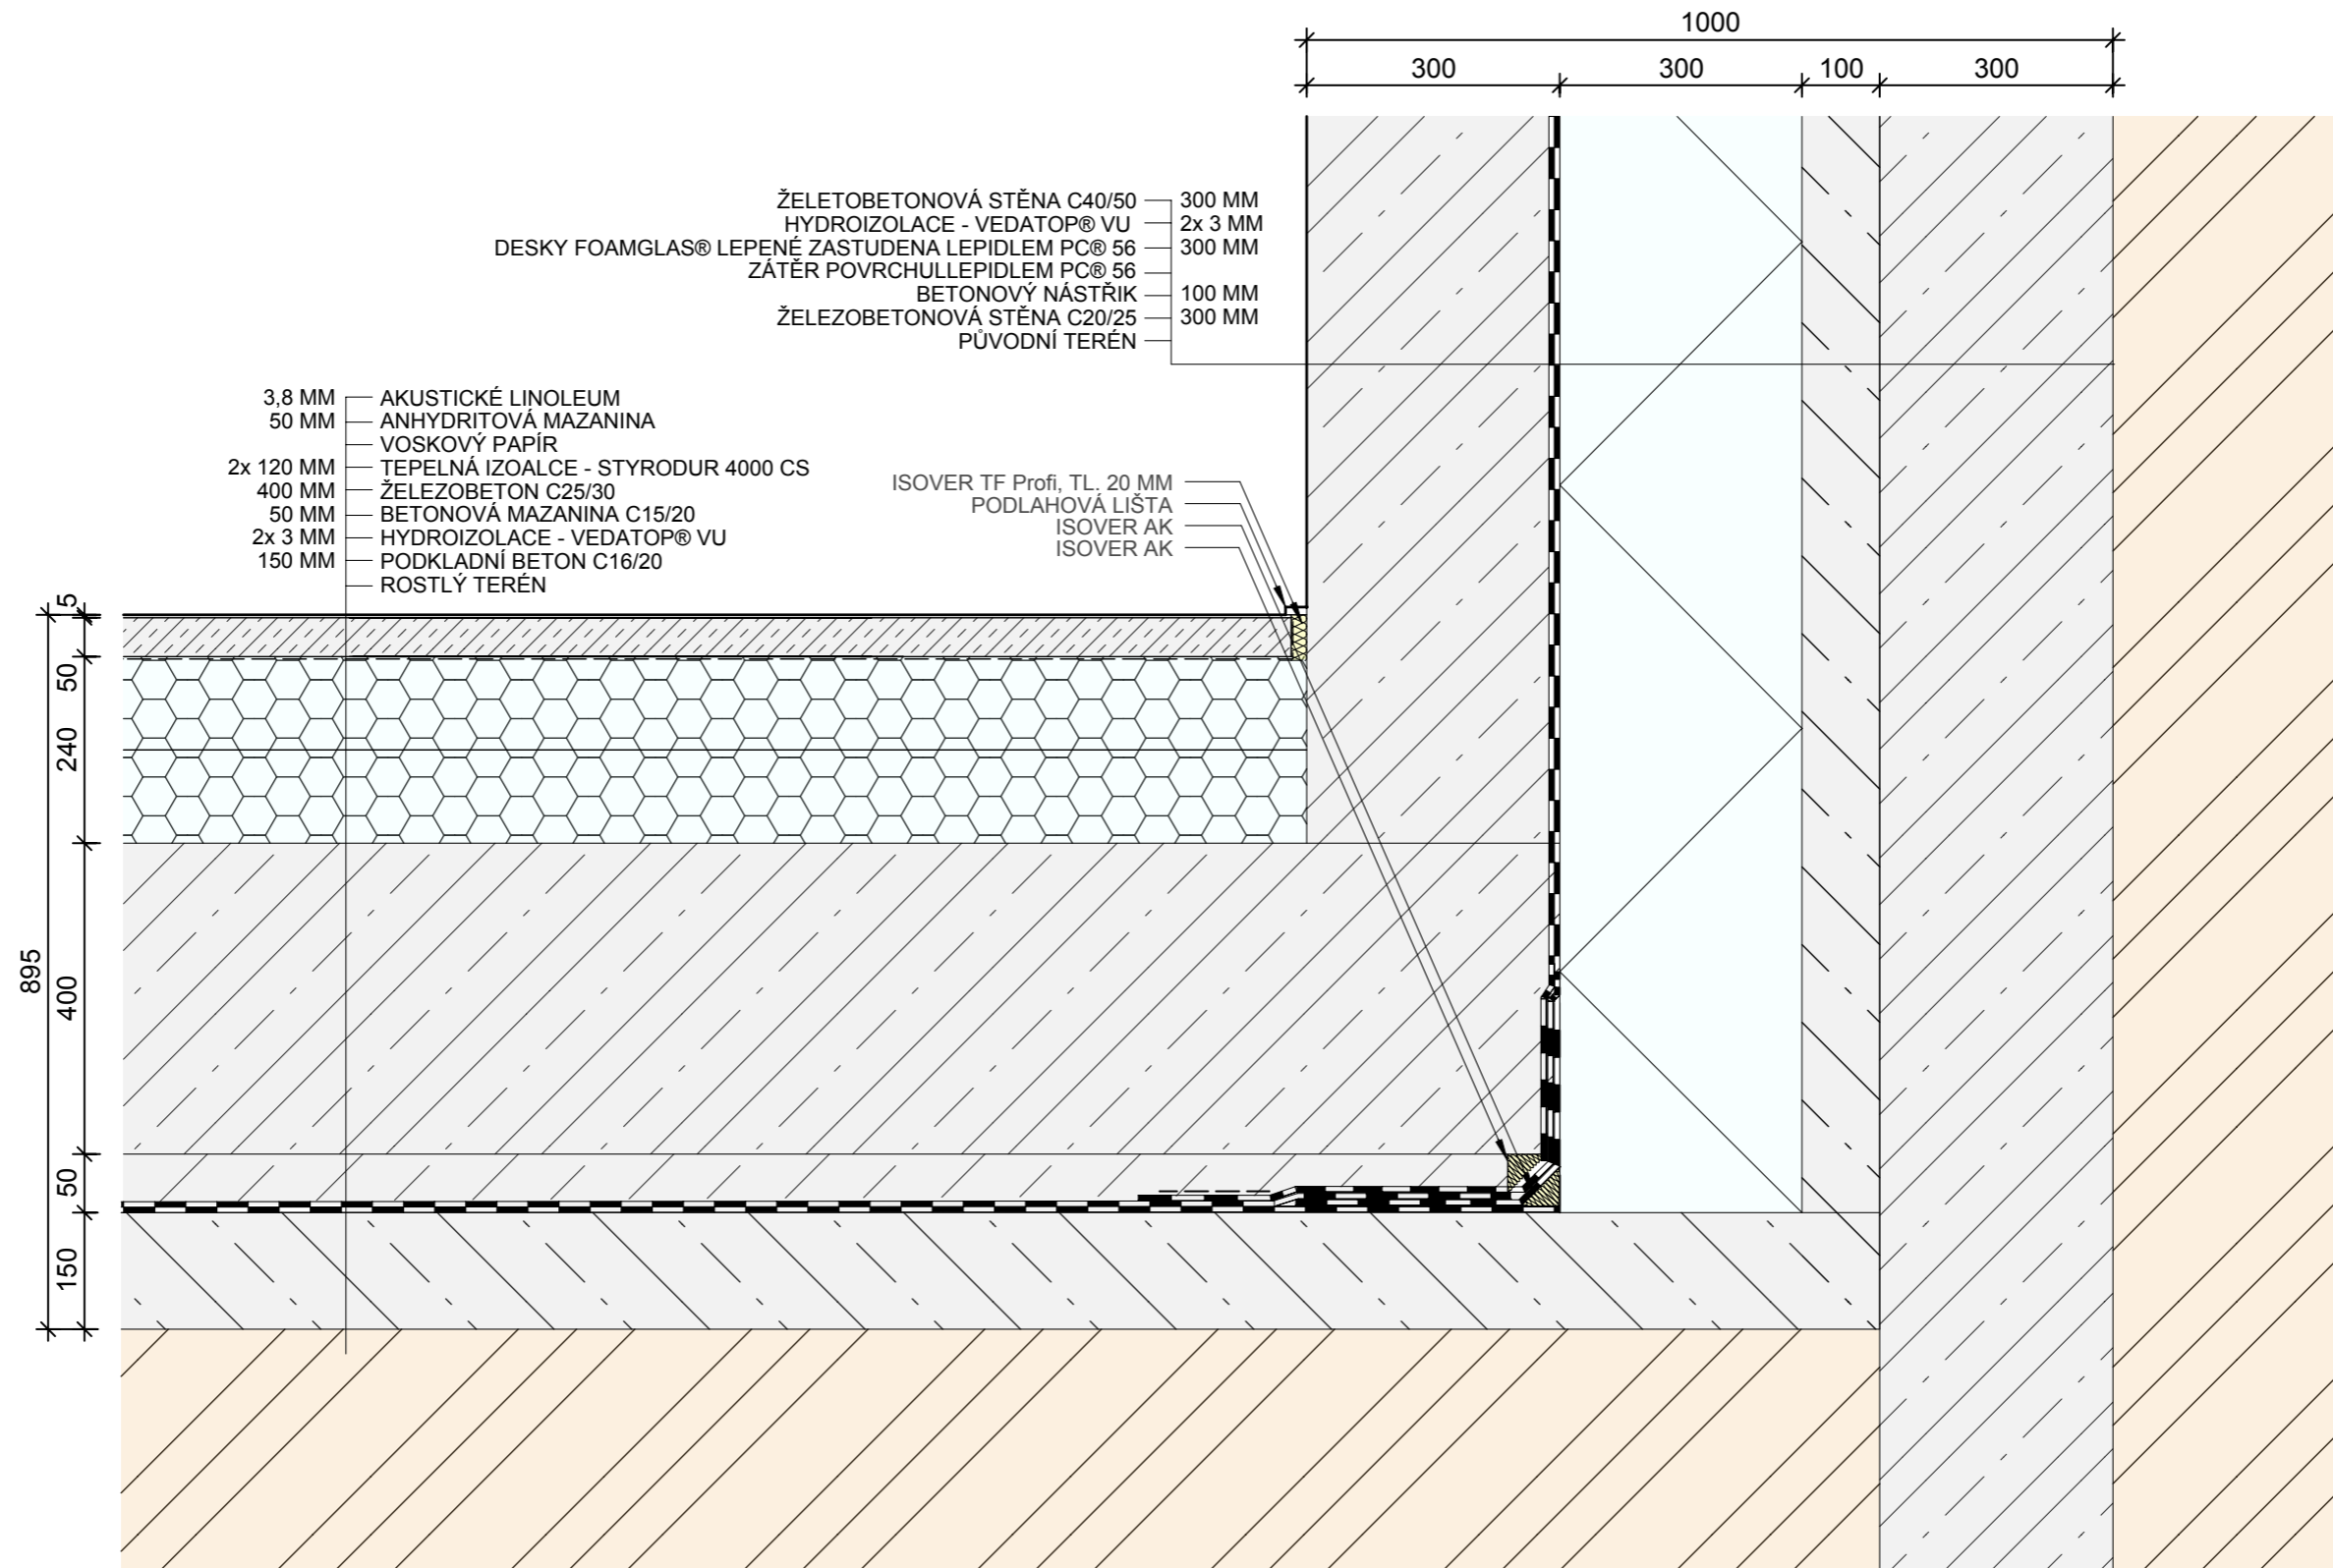 1000
300 300 100 300
ŽELETOBETONOVÁ STĚNA C40/50 300 MM
HYDROIZOLACE - VEDATOP® VU 2x 3 MM
DESKY FOAMGLAS® LEPENÉ ZASTUDENA LEPIDLEM PC® 56 300 MM
ZÁTĚR POVRCHULLEPIDLEM PC® 56
BETONOVÝ NÁSTŘIK 100 MM
ŽELEZOBETONOVÁ STĚNA C20/25 300 MM
PŮVODNÍ TERÉN
3,8 MM AKUSTICKÉ LINOLEUM
50 MM ANHYDRITOVÁ MAZANINA
VOSKOVÝ PAPÍR
2x 120 MM TEPELNÁ IZOALCE - STYRODUR 4000 CS
400 MM ŽELEZOBETON C25/30
50 MM BETONOVÁ MAZANINA C15/20
2x 3 MM HYDROIZOLACE - VEDATOP® VU
150 MM PODKLADNÍ BETON C16/20
ROSTLÝ TERÉN
ISOVER TF Profi, TL. 20 MM
PODLAHOVÁ LIŠTA
ISOVER AK
ISOVER AK
5
50
240
400
50
150
895